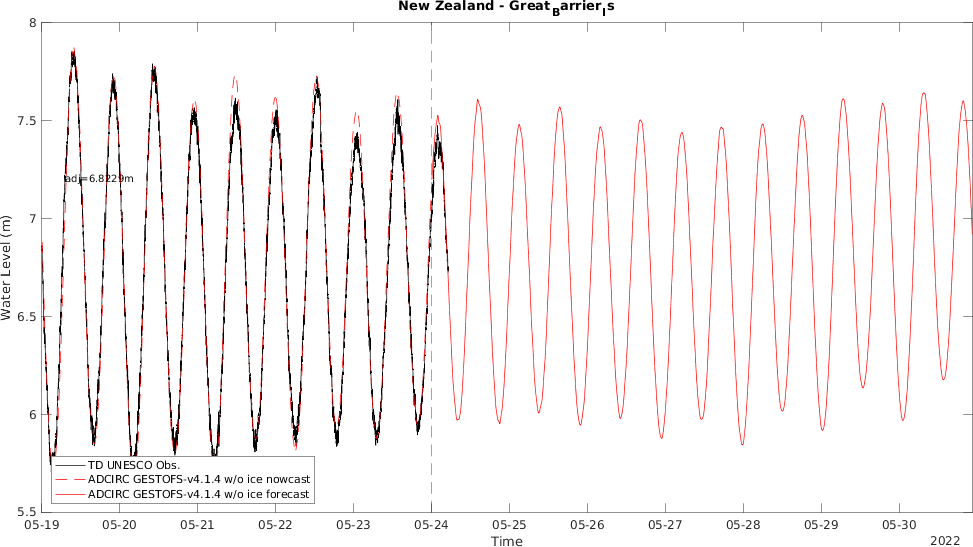 New Zealand - Great_Barrier_Is
8
7.5
adj=6.8229m
7
Water Level (m)
6.5
6
TD UNESCO Obs.
ADCIRC GESTOFS-v4.1.4 w/o ice nowcast
ADCIRC GESTOFS-v4.1.4 w/o ice forecast
5.5
05-19 05-20 05-21 05-22 05-23 05-24 05-25 05-26 05-27 05-28 05-29 05-30
Time
2022